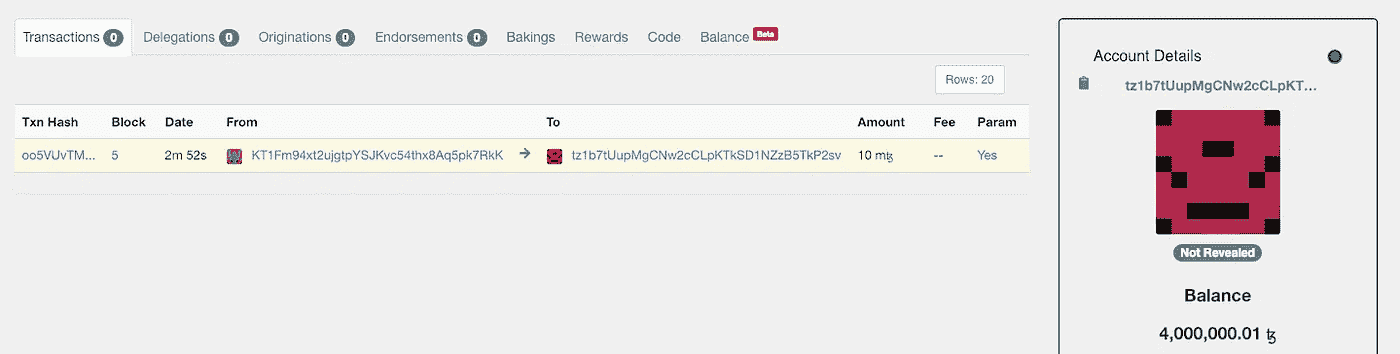 Transactions 0 Delegations 0 Originations 0 Endorsements 0 Bakings Rewards Code Balance Beta
Rows: 20
Txn Hash Block Date From To Amount Fee Param
oo5VUvTM... 5 2m 52s KT1Fm94xt2ujgtpYSJKvc54thx8Aq5pk7RkK → tz1b7tUupMgCNw2cCLpKTkSD1NZzB5TkP2sv 10 mꜩ -- Yes
Account Details
tz1b7tUupMgCNw2cCLpKT...
Not Revealed
Balance
4,000,000.01 ꜩ